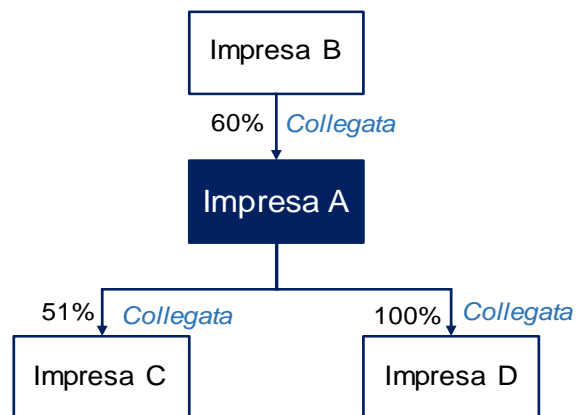 Impresa B
60% Collegata
Impresa A
51% Collegata
100% Collegata
Impresa C
Impresa D